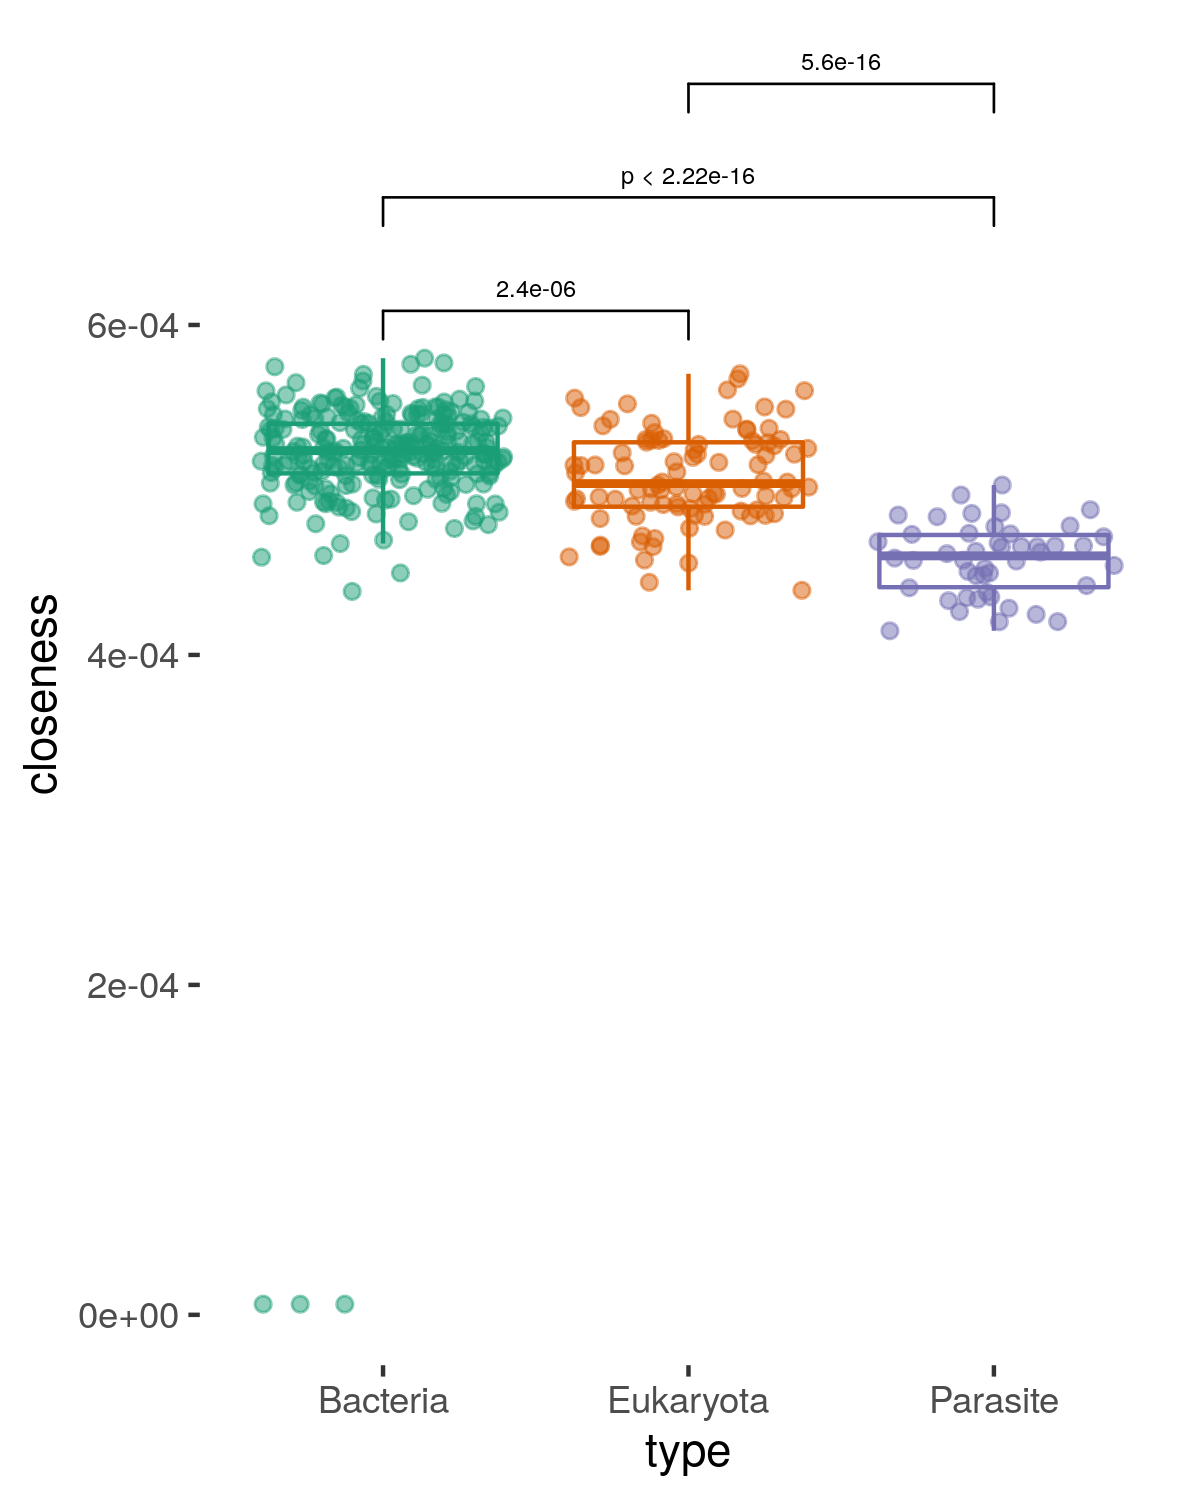 5.6e-16
p < 2.22e-16
2.4e-06
6e-04
4e-04
2e-04
0e+00
closeness
Bacteria
Eukaryota
Parasite
type